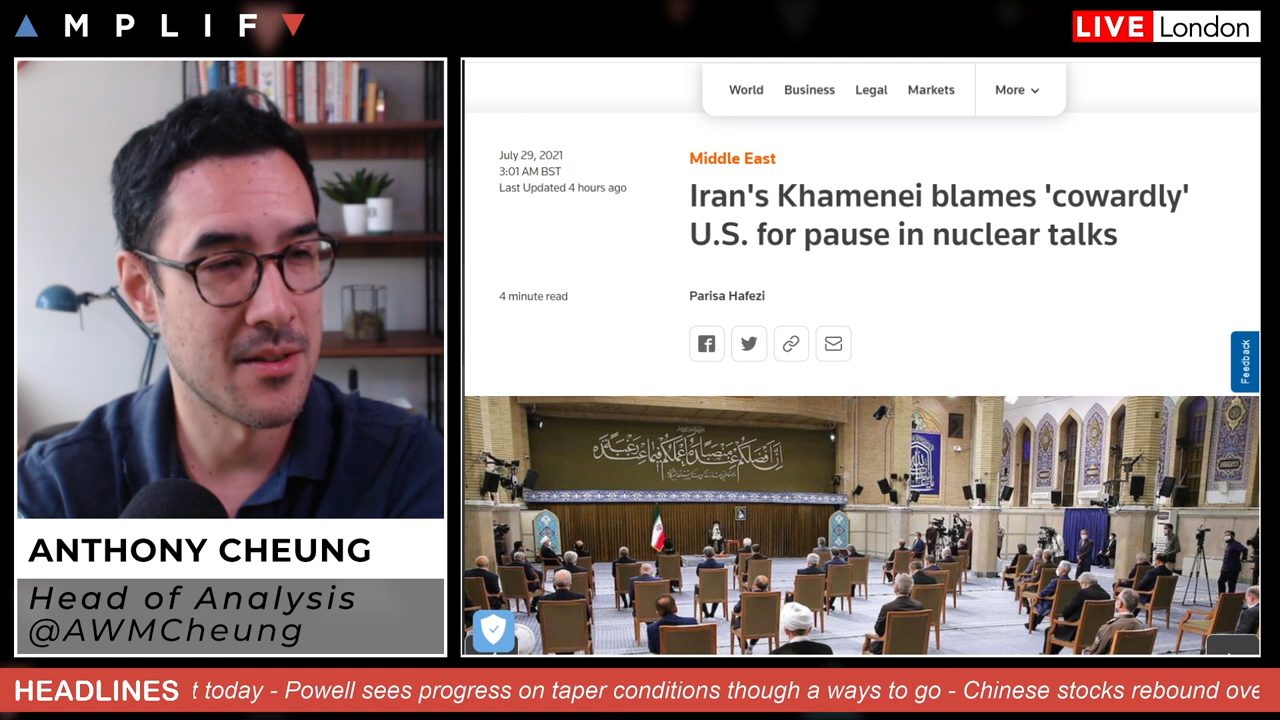 AMPLIFY
LIVE London
World Business Legal Markets More
July 29, 2021
3:01 AM BST
Last Updated 4 hours ago
Middle East
Iran's Khamenei blames 'cowardly'
U.S. for pause in nuclear talks
4 minute read
Parisa Hafezi
Feedback
ANTHONY CHEUNG
Head of Analysis
@AWMCheung
HEADLINES t today - Powell sees progress on taper conditions though a ways to go - Chinese stocks rebound ove